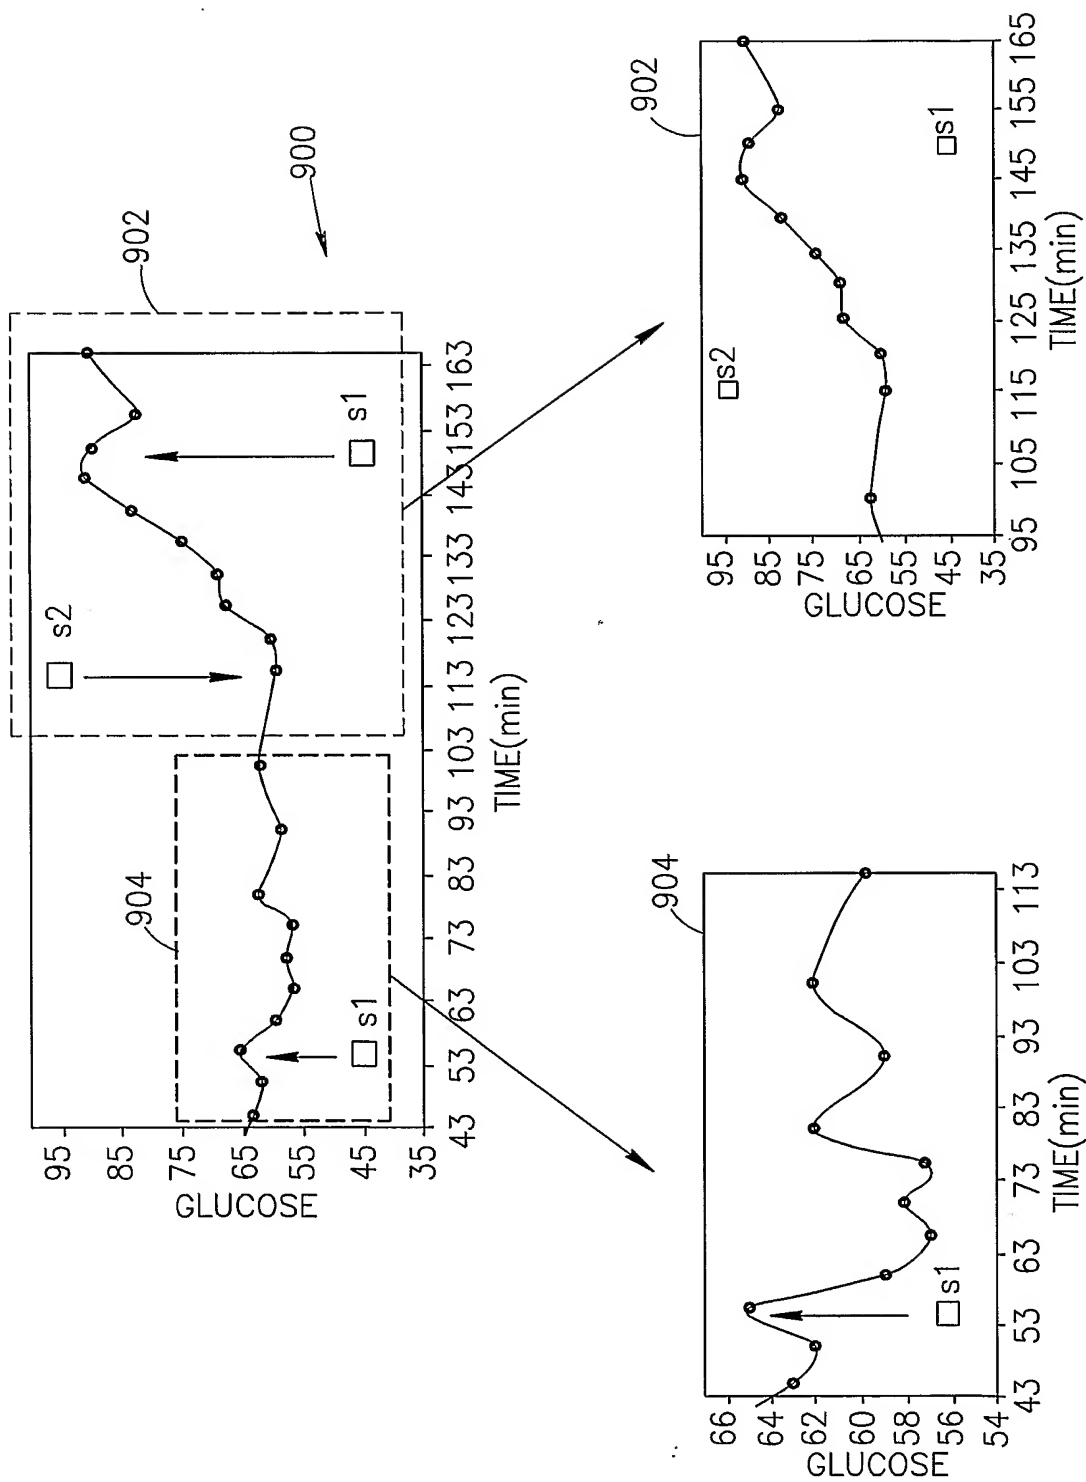 900
902
904
s2
s1
s1
95
85
75
65
55
45
35
GLUCOSE
43 53 63 73 83 93 103 113 123 133 143 153 163
TIME(min)
904
66
64
62
60
58
56
54
GLUCOSE
s1
43 53 63 73 83 93 103 113
TIME(min)
902
95
85
75
65
55
45
35
GLUCOSE
s2
s1
95 105 115 125 135 145 155 165
TIME(min)